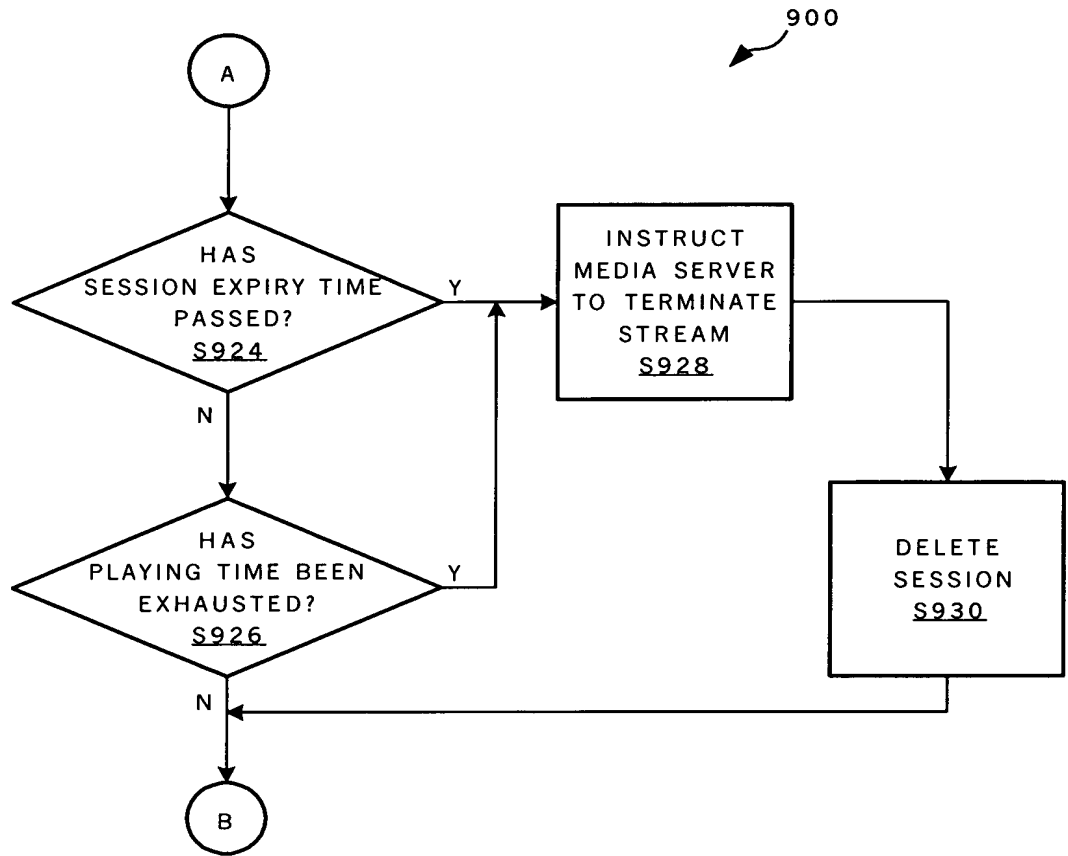 900
A
HAS
SESSION EXPIRY TIME
PASSED?
S924
Y
N
INSTRUCT
MEDIA SERVER
TO TERMINATE
STREAM
S928
HAS
PLAYING TIME BEEN
EXHAUSTED?
S926
Y
N
DELETE
SESSION
S930
B